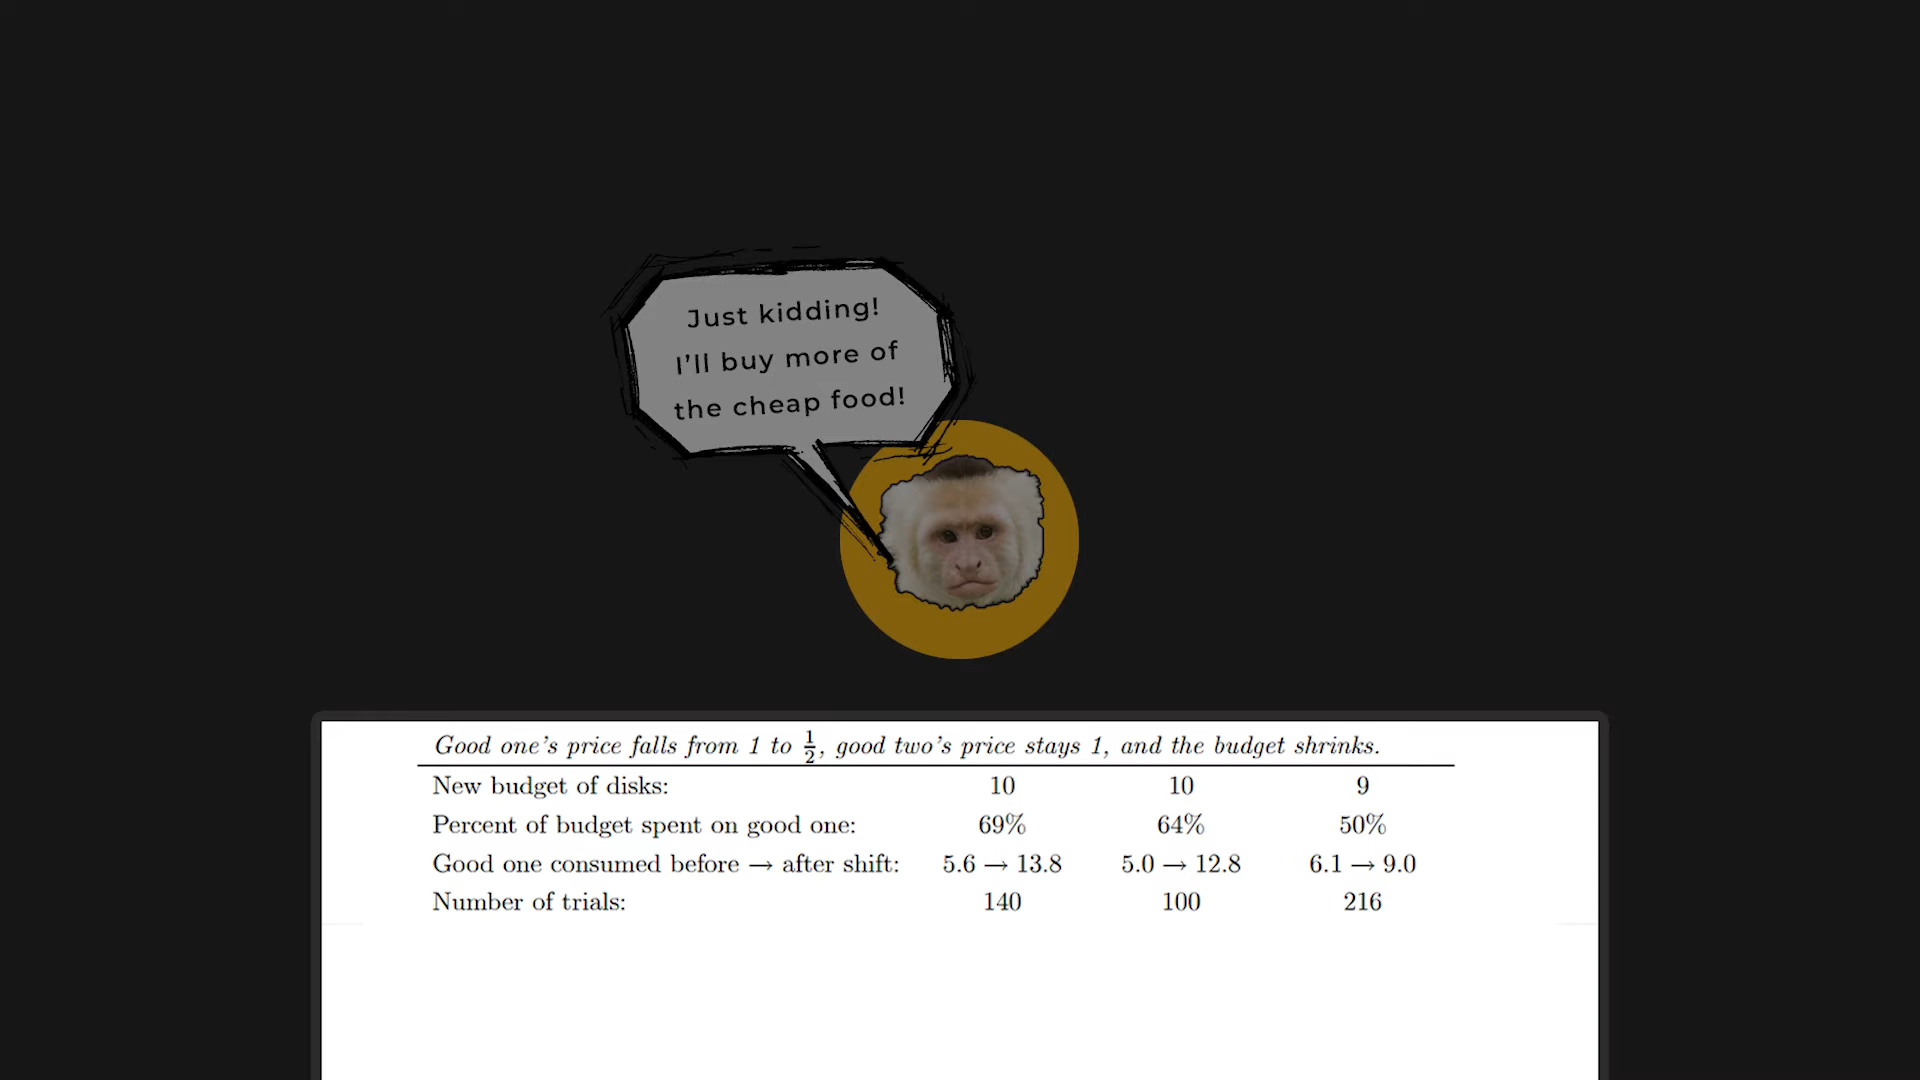 Just kidding!
I’ll buy more of
the cheap food!
Good one’s price falls from 1 to 1/2, good two’s price stays 1, and the budget shrinks.
New budget of disks: 10 10 9
Percent of budget spent on good one: 69% 64% 50%
Good one consumed before → after shift: 5.6 → 13.8 5.0 → 12.8 6.1 → 9.0
Number of trials: 140 100 216